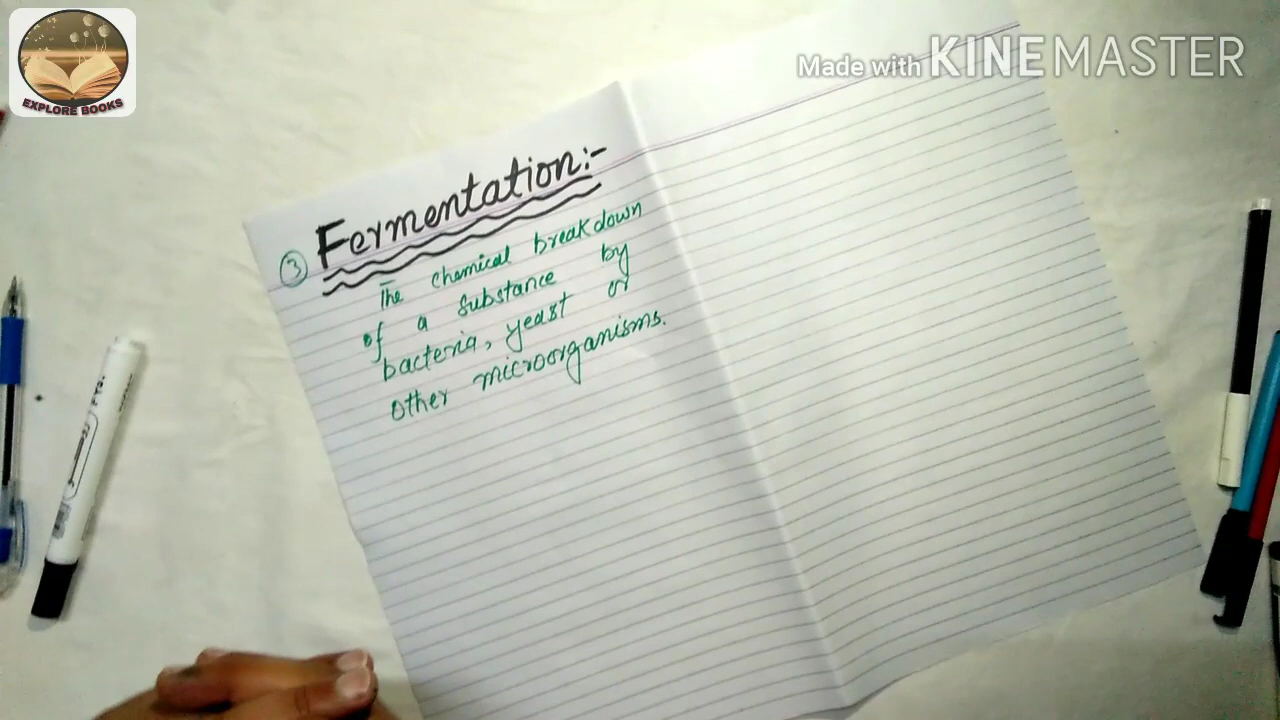 EXPLORE BOOKS
Made with KINEMASTER
Fermentation:-
③ The chemical breakdown
of a substance by
bacteria, yeast or
other microorganisms.